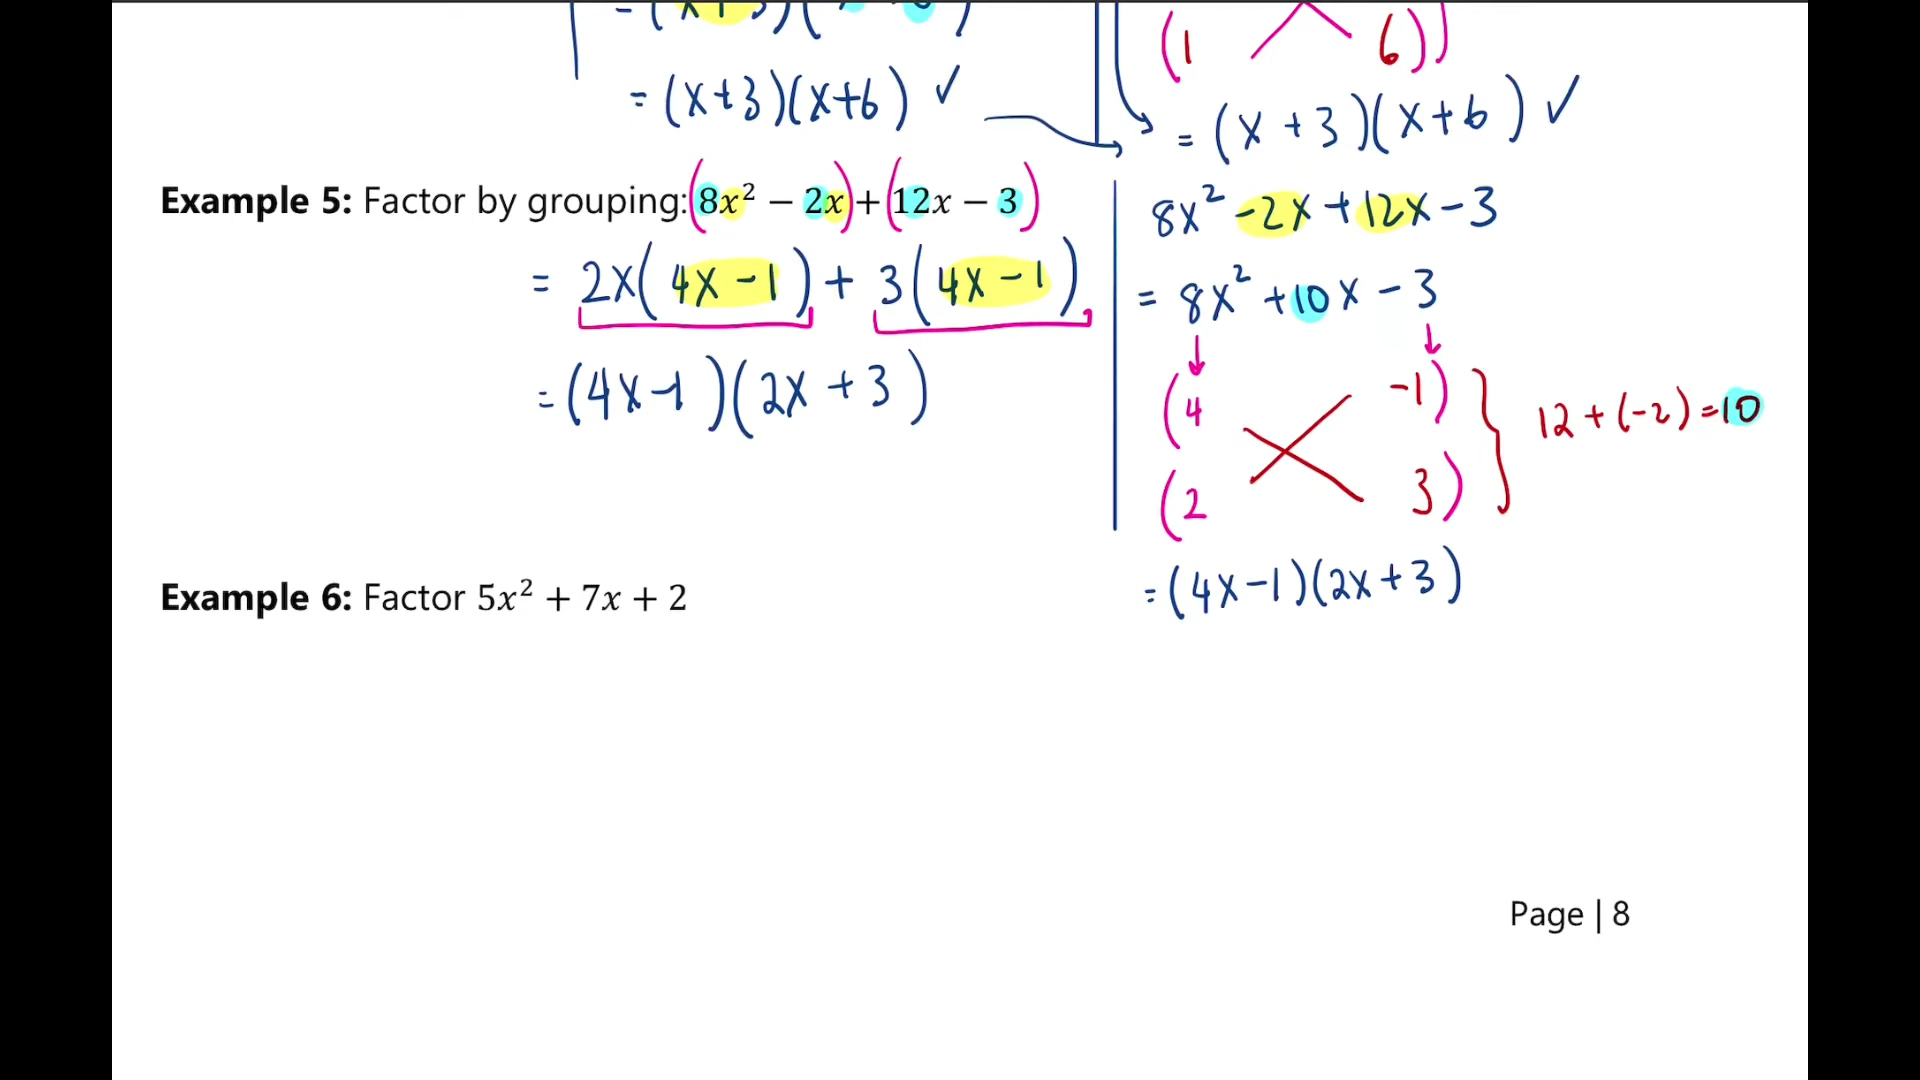 = (x+3)(x+6) ✓
(1 6)
= (x+3)(x+6) ✓
Example 5: Factor by grouping: (8x² − 2x) + (12x − 3)
= 2x(4x-1) + 3(4x-1)
= (4x-1)(2x+3)
8x² -2x+12x-3
= 8x² +10x -3
(4 -1)
(2 3)
12+(-2)=10
= (4x-1)(2x+3)
Example 6: Factor 5x² + 7x + 2
Page | 8